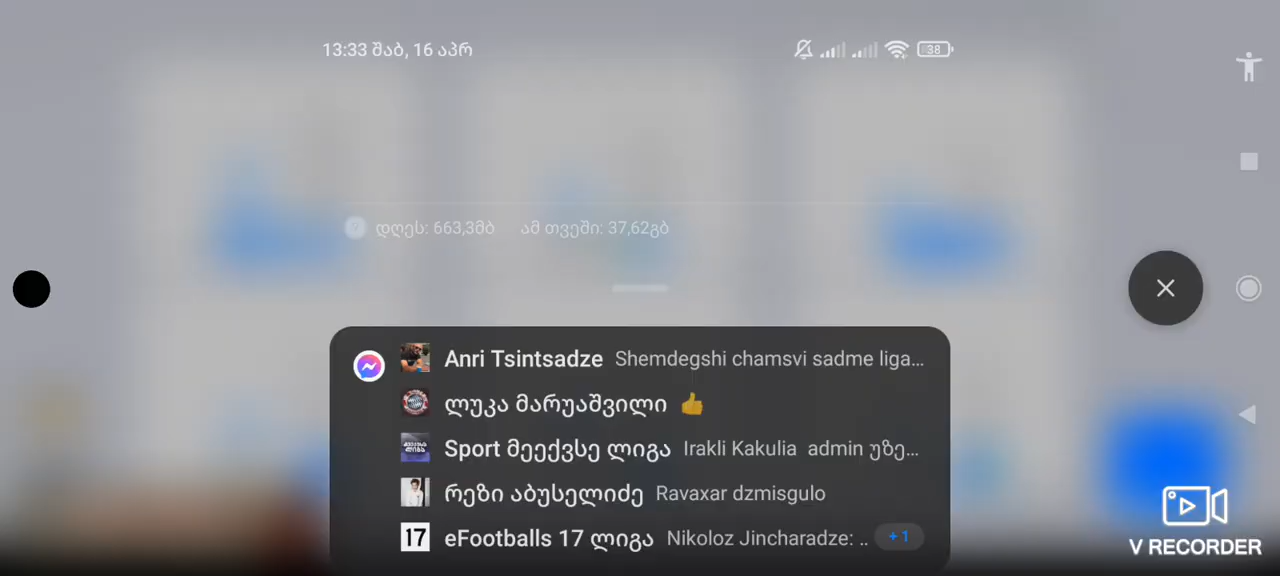 13:33 შაბ, 16 აპრ
38
დღეს: 663,3მბ ამ თვეში: 37,62გბ
Anri Tsintsadze Shemdegshi chamsvi sadme liga...
ლუკა მარუაშვილი 👍
Sport მეექვსე ლიგა Irakli Kakulia admin უზე...
რეზი აბუსელიძე Ravaxar dzmisgulo
17 eFootballs 17 ლიგა Nikoloz Jincharadze: .. +1
V RECORDER